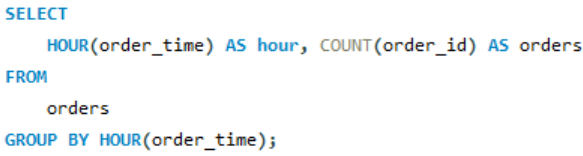 SELECT
HOUR(order_time) AS hour, COUNT(order_id) AS orders
FROM
orders
GROUP BY HOUR(order_time);